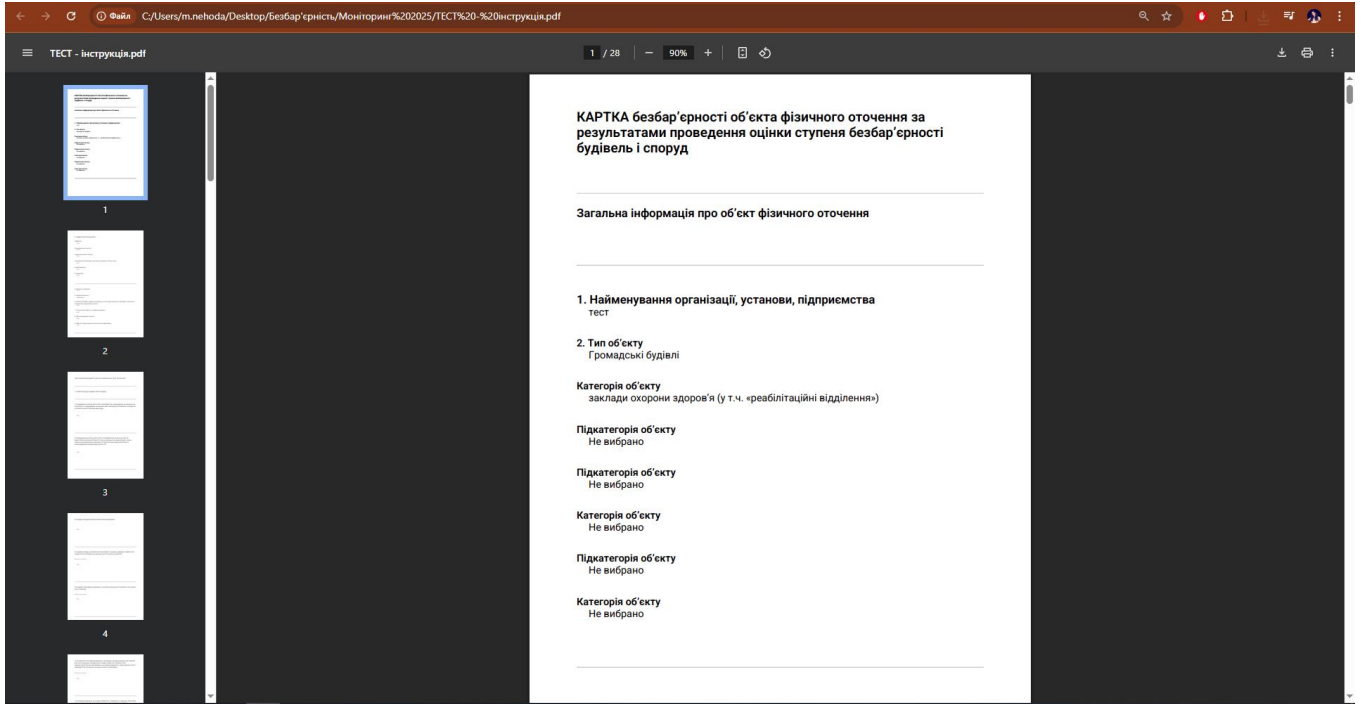 Файл
C:/Users/m.nehoda/Desktop/Безбар'єрність/Моніторинг%202025/ТЕСТ%20-%20інструкція.pdf
ТЕСТ - інструкція.pdf
1 / 28
90%
1
2
3
4
КАРТКА безбар’єрності об’єкта фізичного оточення за
результатами проведення оцінки ступеня безбар’єрності
будівель і споруд
Загальна інформація про об’єкт фізичного оточення
1. Найменування організації, установи, підприємства
тест
2. Тип об’єкту
Громадські будівлі
Категорія об’єкту
заклади охорони здоров’я (у т.ч. «реабілітаційні відділення»)
Підкатегорія об’єкту
Не вибрано
Підкатегорія об’єкту
Не вибрано
Категорія об’єкту
Не вибрано
Підкатегорія об’єкту
Не вибрано
Категорія об’єкту
Не вибрано